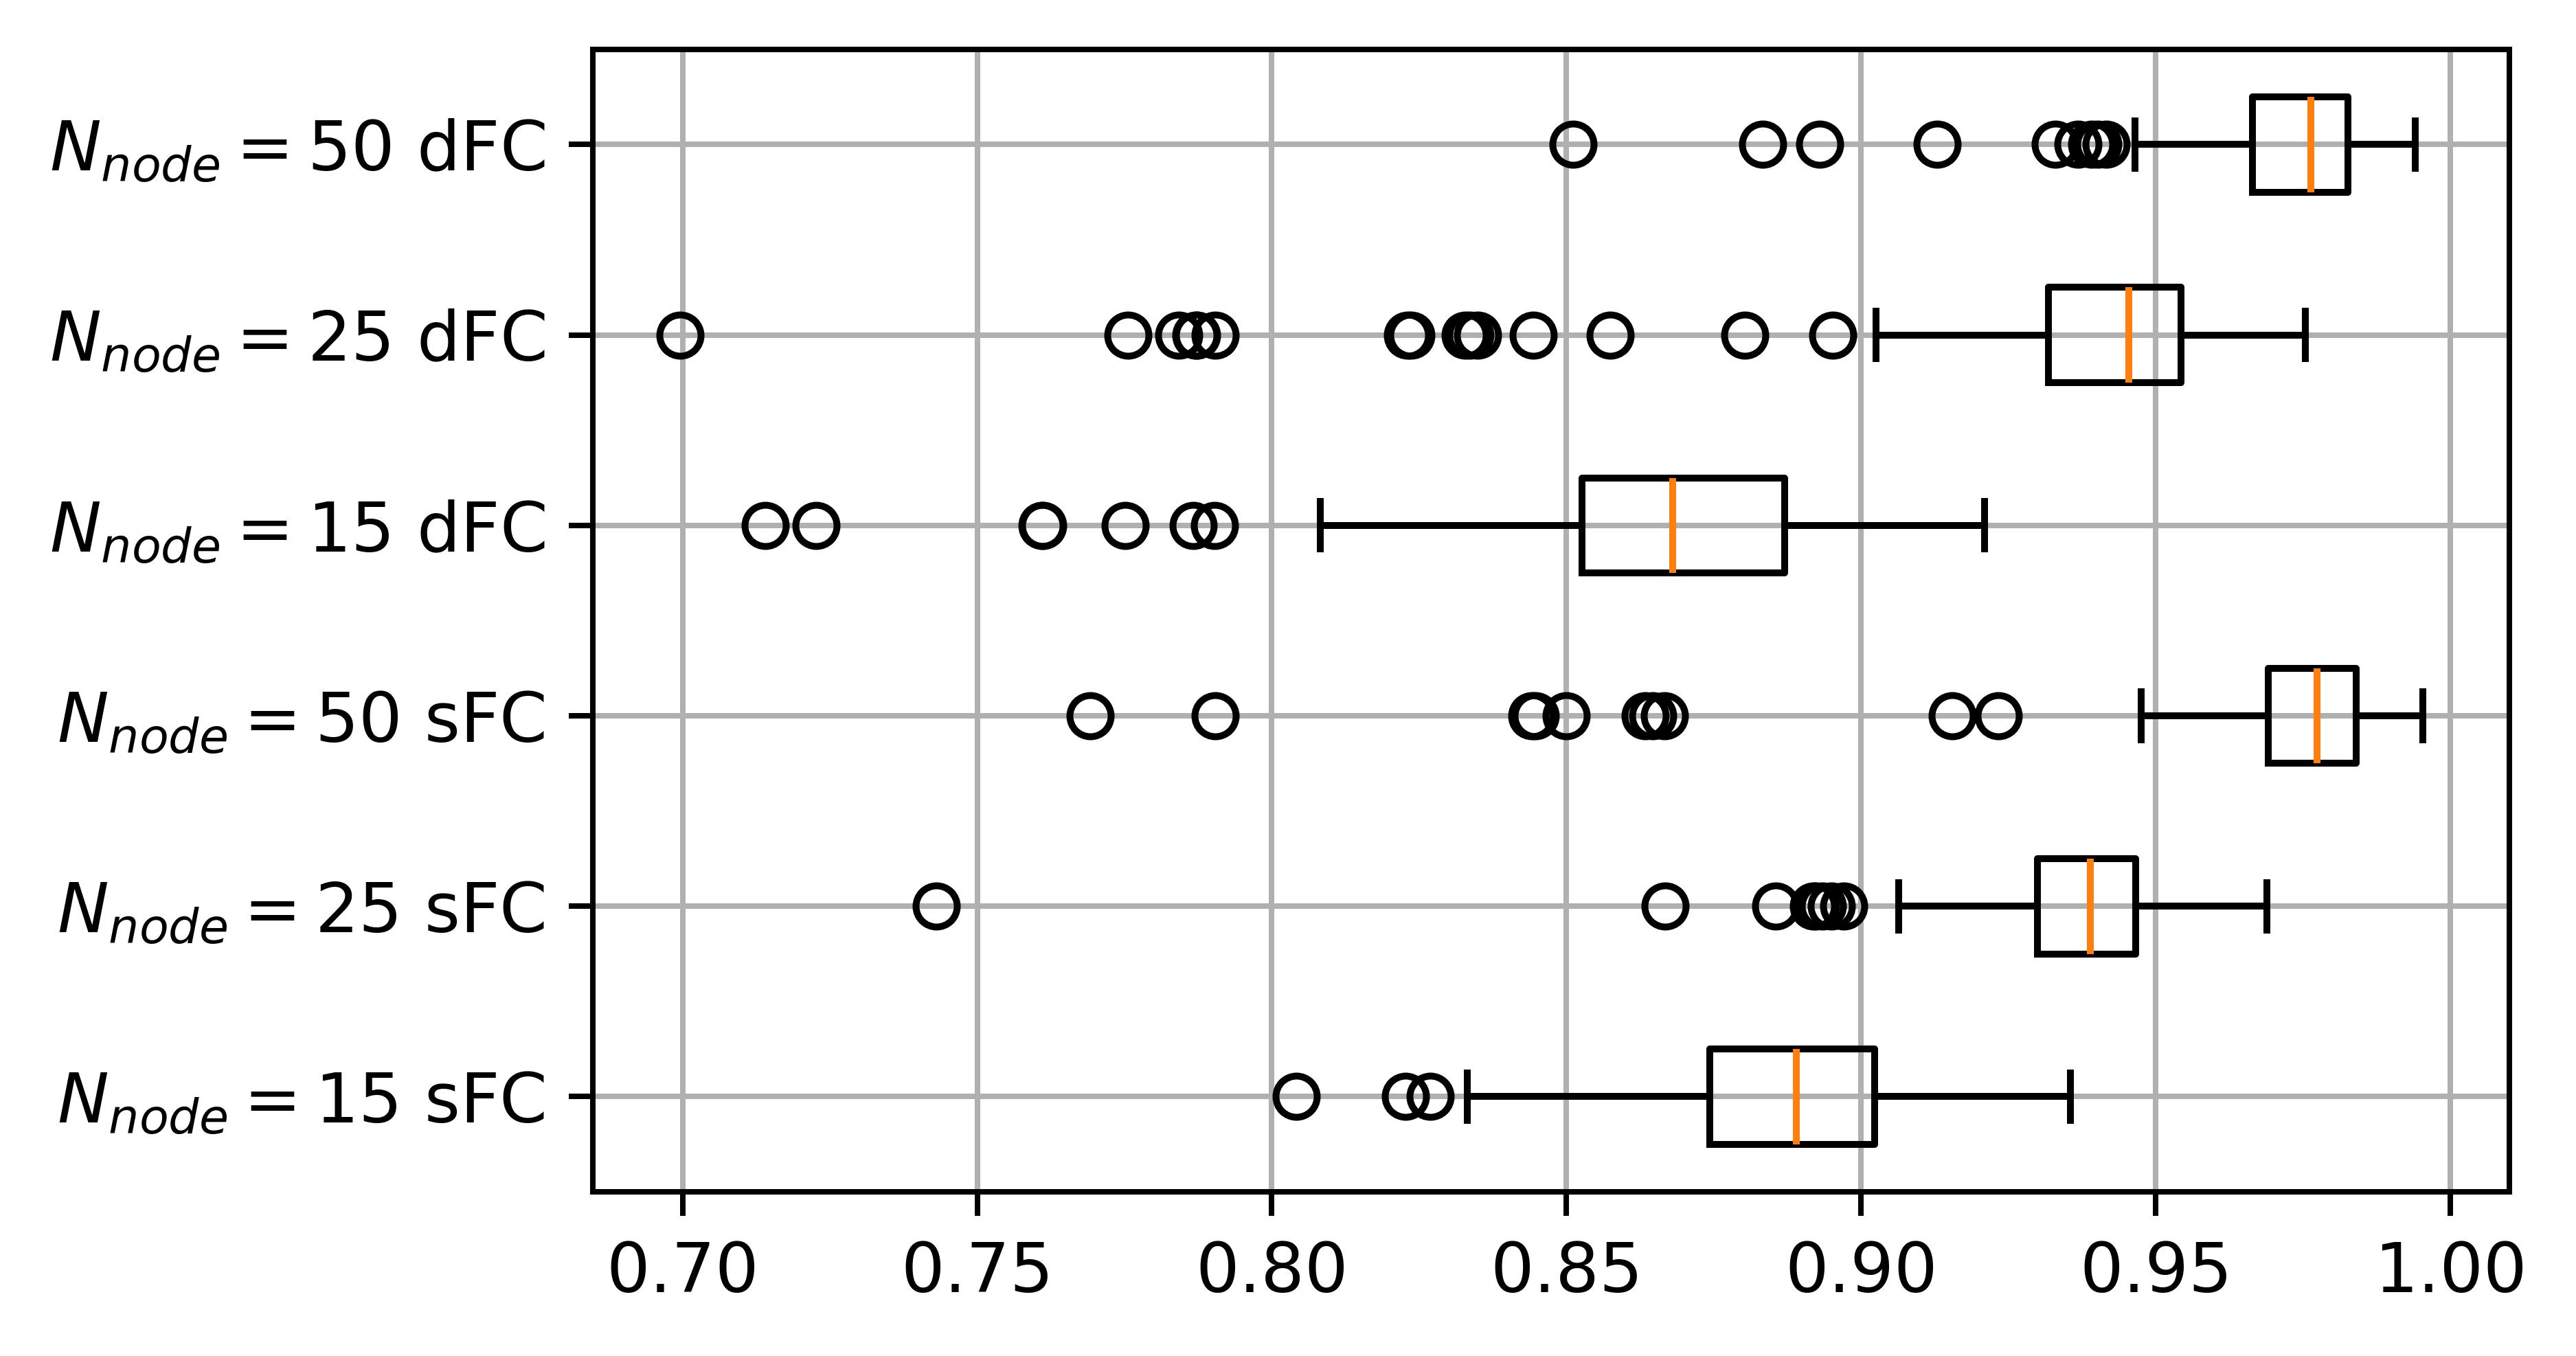 N_node = 50 dFC
N_node = 25 dFC
N_node = 15 dFC
N_node = 50 sFC
N_node = 25 sFC
N_node = 15 sFC
0.70 0.75 0.80 0.85 0.90 0.95 1.00